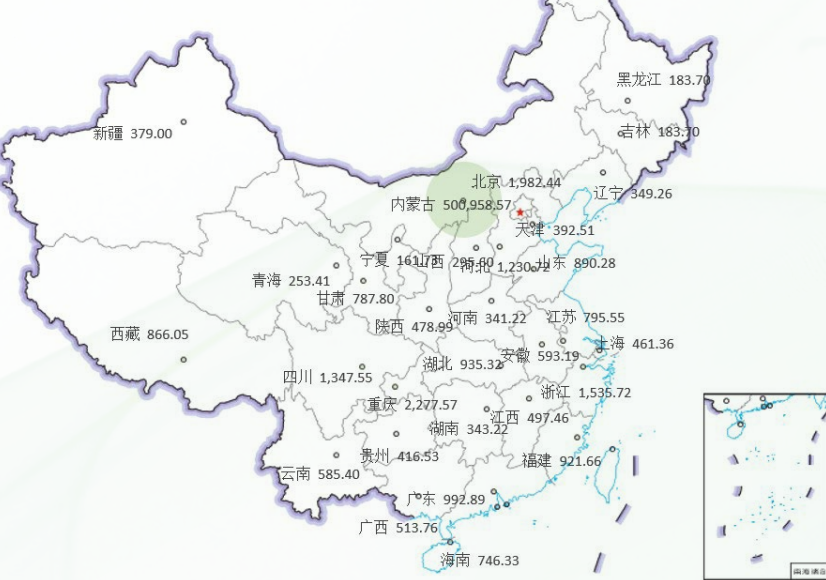 黑龙江 183.70
新疆 379.00
吉林 183.70
北京 1,982.44
辽宁 349.26
内蒙古 500,958.57
天津 392.51
宁夏 161.73
山西 295.60
河北 1,230.72
山东 890.28
青海 253.41
甘肃 787.80
江苏 795.55
河南 341.22
陕西 478.99
西藏 866.05
上海 461.36
安徽 593.19
湖北 935.32
四川 1,347.55
浙江 1,535.72
重庆 2,277.57
江西 497.46
湖南 343.22
贵州 416.53
福建 921.66
云南 585.40
广东 992.89
广西 513.76
海南 746.33